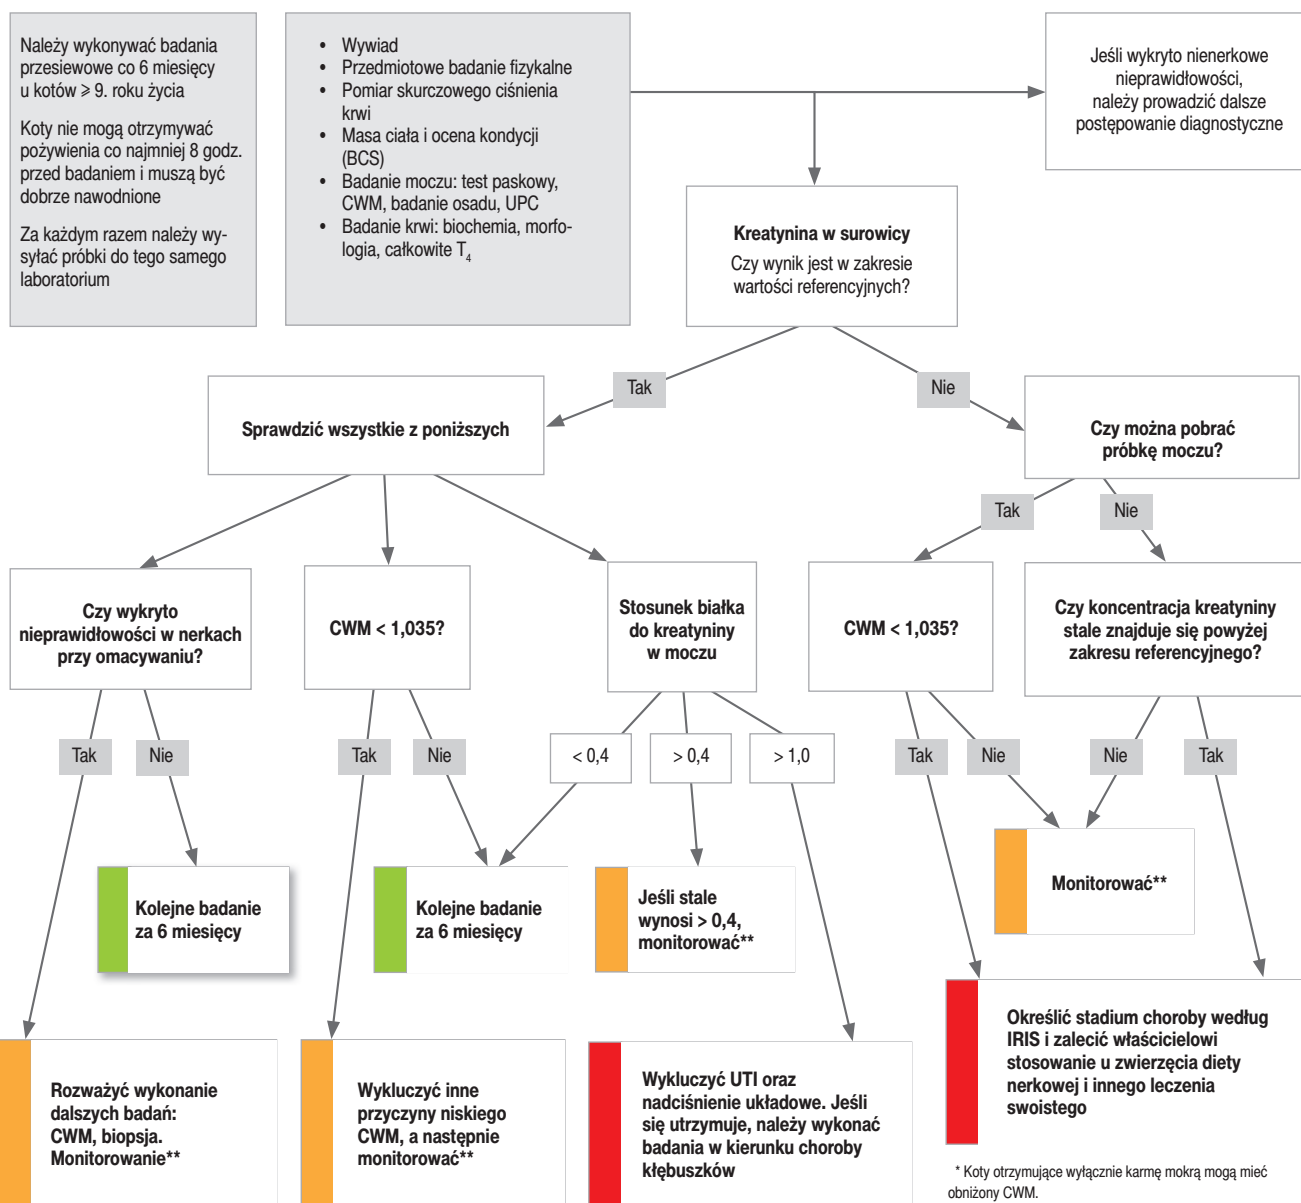 Należy wykonywać badania
przesiewowe co 6 miesięcy
u kotów ≥ 9. roku życia
Koty nie mogą otrzymywać
pożywienia co najmniej 8 godz.
przed badaniem i muszą być
dobrze nawodnione
Za każdym razem należy wy-
syłać próbki do tego samego
laboratorium
• Wywiad
• Przedmiotowe badanie fizykalne
• Pomiar skurczowego ciśnienia
krwi
• Masa ciała i ocena kondycji
(BCS)
• Badanie moczu: test paskowy,
CWM, badanie osadu, UPC
• Badanie krwi: biochemia, morfo-
logia, całkowite T4
Jeśli wykryto nienerkowe
nieprawidłowości,
należy prowadzić dalsze
postępowanie diagnostyczne
Kreatynina w surowicy
Czy wynik jest w zakresie
wartości referencyjnych?
Tak
Nie
Sprawdzić wszystkie z poniższych
Czy można pobrać
próbkę moczu?
Tak
Nie
Czy wykryto
nieprawidłowości w nerkach
przy omacywaniu?
CWM < 1,035?
Stosunek białka
do kreatyniny
w moczu
CWM < 1,035?
Czy koncentracja kreatyniny
stale znajduje się powyżej
zakresu referencyjnego?
Tak
Nie
Tak
Nie
< 0,4
> 0,4
> 1,0
Tak
Nie
Nie
Tak
Kolejne badanie
za 6 miesięcy
Kolejne badanie
za 6 miesięcy
Jeśli stale
wynosi > 0,4,
monitorować**
Monitorować**
Rozważyć wykonanie
dalszych badań:
CWM, biopsja.
Monitorowanie**
Wykluczyć inne
przyczyny niskiego
CWM, a następnie
monitorować**
Wykluczyć UTI oraz
nadciśnienie układowe. Jeśli
się utrzymuje, należy wykonać
badania w kierunku choroby
kłębuszków
Określić stadium choroby według
IRIS i zalecić właścicielowi
stosowanie u zwierzęcia diety
nerkowej i innego leczenia
swoistego
* Koty otrzymujące wyłącznie karmę mokrą mogą mieć
obniżony CWM.